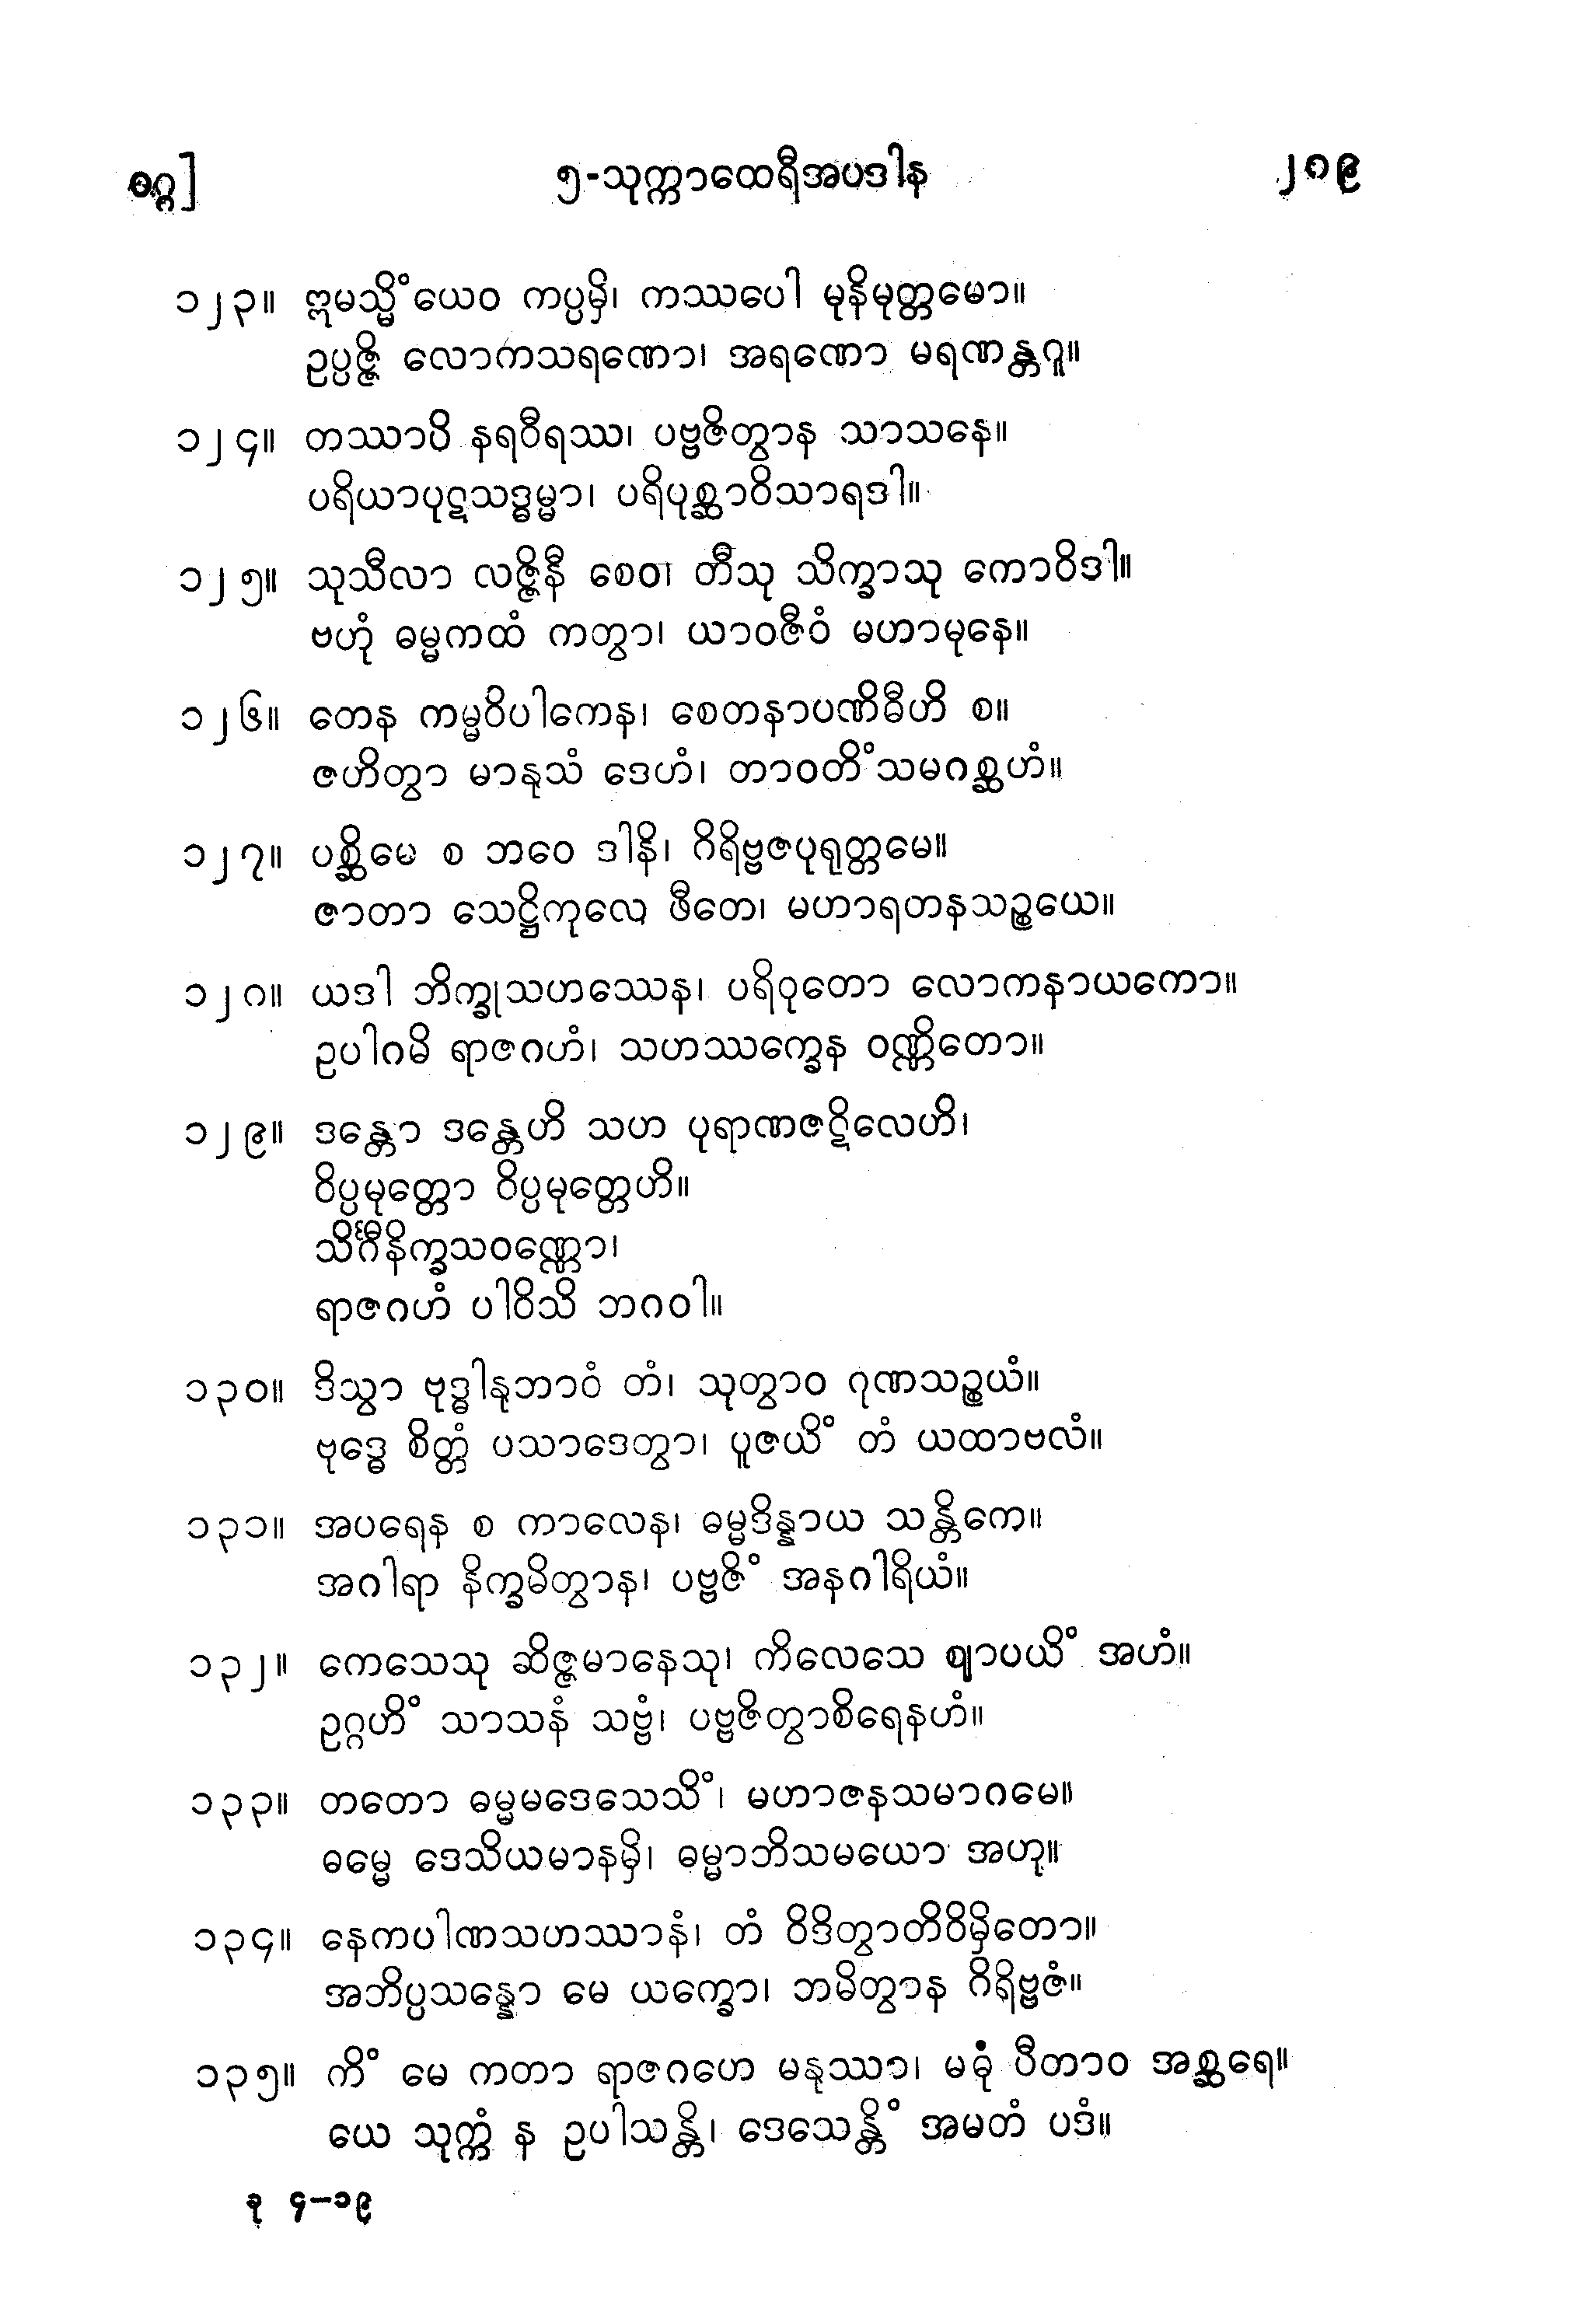 ဝဂ္ဂ]
၅-သုက္ကာထေရီအပဒါန
၂၈၉
၁၂၃။ ဣမသ္မိံယေဝ ကပ္ပမှိ၊ ကဿပေါ မုနိမုတ္တမော။
ဥပ္ပဇ္ဇိ လောကသရဏော၊ အရဏော မရဏန္တဂူ။
၁၂၄။ တဿာပိ နရဝီရဿ၊ ပဗ္ဗဇိတွာန သာသနေ။
ပရိယာပုဋသဒ္ဓမ္မာ၊ ပရိပုစ္ဆာဝိသာရဒါ။
၁၂၅။ သုသီလာ လဇ္ဇိနီ စေဝ၊ တီသု သိက္ခာသု ကောဝိဒါ။
ဗဟုံ ဓမ္မကထံ ကတွာ၊ ယာဝဇီဝံ မဟာမုနေ။
၁၂၆။ တေန ကမ္မဝိပါကေန၊ စေတနာပဏိဓီဟိ စ။
ဇဟိတွာ မာနုသံ ဒေဟံ၊ တာဝတိံသမဂစ္ဆဟံ။
၁၂၇။ ပစ္ဆိမေ စ ဘဝေ ဒါနိ၊ ဂိရိဗ္ဗဇပုရုတ္တမေ။
ဇာတာ သေဋ္ဌိကုလေ ဖီတေ၊ မဟာရတနသဉ္စယေ။
၁၂၈။ ယဒါ ဘိက္ခုသဟဿေန၊ ပရိဝုတော လောကနာယကော။
ဥပါဂမိ ရာဇဂဟံ၊ သဟဿက္ခေန ဝဏ္ဏိတော။
၁၂၉။ ဒန္တော ဒန္တေဟိ သဟ ပုရာဏဇဋိလေဟိ၊
ဝိပ္ပမုတ္တော ဝိပ္ပမုတ္တေဟိ။
သိင်္ဂီနိက္ခသဝဏ္ဏော၊
ရာဇဂဟံ ပါဝိသိ ဘဂဝါ။
၁၃၀။ ဒိသွာ ဗုဒ္ဓါနုဘာဝံ တံ၊ သုတွာဝ ဂုဏသဉ္စယံ။
ဗုဒ္ဓေ စိတ္တံ ပသာဒေတွာ၊ ပူဇယိံ တံ ယထာဗလံ။
၁၃၁။ အပရေန စ ကာလေန၊ ဓမ္မဒိန္နာယ သန္တိကေ။
အဂါရာ နိက္ခမိတွာန၊ ပဗ္ဗဇိံ အနဂါရိယံ။
၁၃၂။ ကေသေသု ဆိဇ္ဇမာနေသု၊ ကိလေသေ ဈာပယိံ အဟံ။
ဥဂ္ဂဟိံ သာသနံ သဗ္ဗံ၊ ပဗ္ဗဇိတွာစိရေနဟံ။
၁၃၃။ တတော ဓမ္မမဒေသေသိံ၊ မဟာဇနသမာဂမေ။
ဓမ္မေ ဒေသိယမာနမှိ၊ ဓမ္မာဘိသမယော အဟု။
၁၃၄။ နေကပါဏသဟဿာနံ၊ တံ ဝိဒိတွာတိဝိမှိတော။
အဘိပ္ပသန္နော မေ ယက္ခော၊ ဘမိတွာန ဂိရိဗ္ဗဇံ။
၁၃၅။ ကိံ မေ ကတာ ရာဇဂဟေ မနုဿာ၊ မဓုံ ပီတာဝ အစ္ဆရေ။
ယေ သုက္ကံ န ဥပါသန္တိ၊ ဒေသေန္တိံ အမတံ ပဒံ။
နု ၄−၁၉